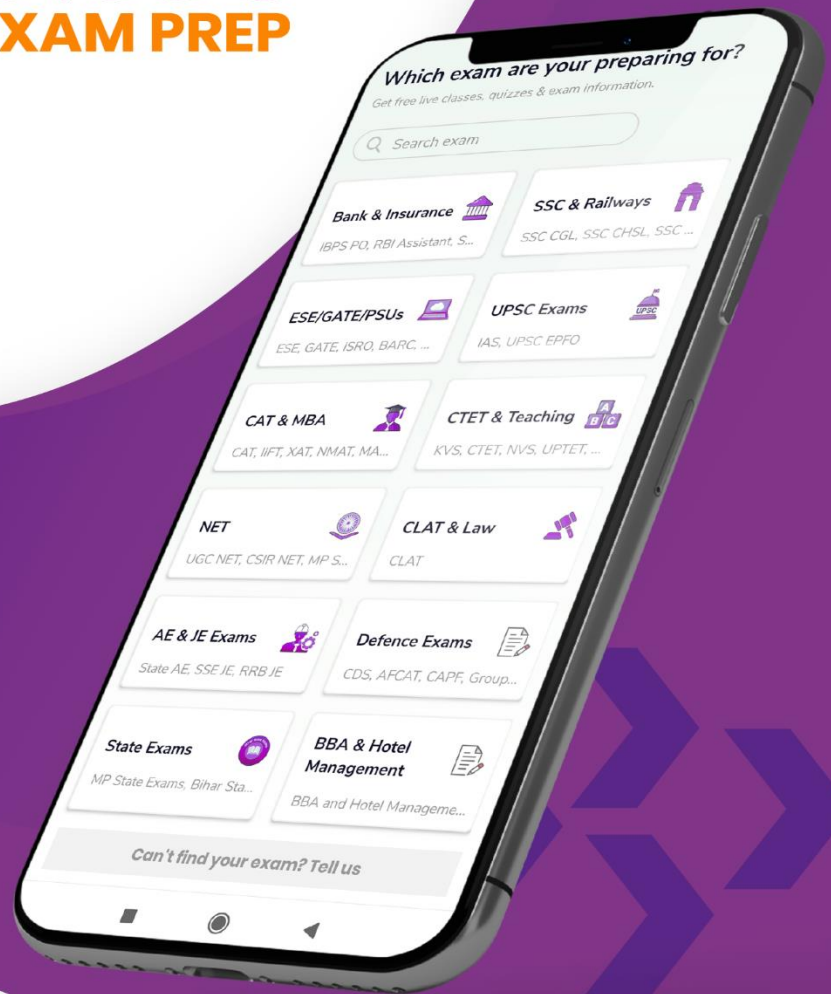 XAM PREP
Which exam are your preparing for?
Get free live classes, quizzes & exam information.
Search exam
Bank & Insurance
IBPS PO, RBI Assistant, S...
SSC & Railways
SSC CGL, SSC CHSL, SSC ...
ESE/GATE/PSUs
ESE, GATE, ISRO, BARC, ...
UPSC Exams
UPSC
IAS, UPSC EPFO
CAT & MBA
CAT, IIFT, XAT, NMAT, MA...
CTET & Teaching
A
B C
KVS, CTET, NVS, UPTET, ...
NET
UGC NET, CSIR NET, MP S...
CLAT & Law
CLAT
AE & JE Exams
State AE, SSE JE, RRB JE
Defence Exams
CDS, AFCAT, CAPF, Group...
State Exams
MP State Exams, Bihar Sta...
BBA & Hotel
Management
BBA and Hotel Manageme...
Can't find your exam? Tell us